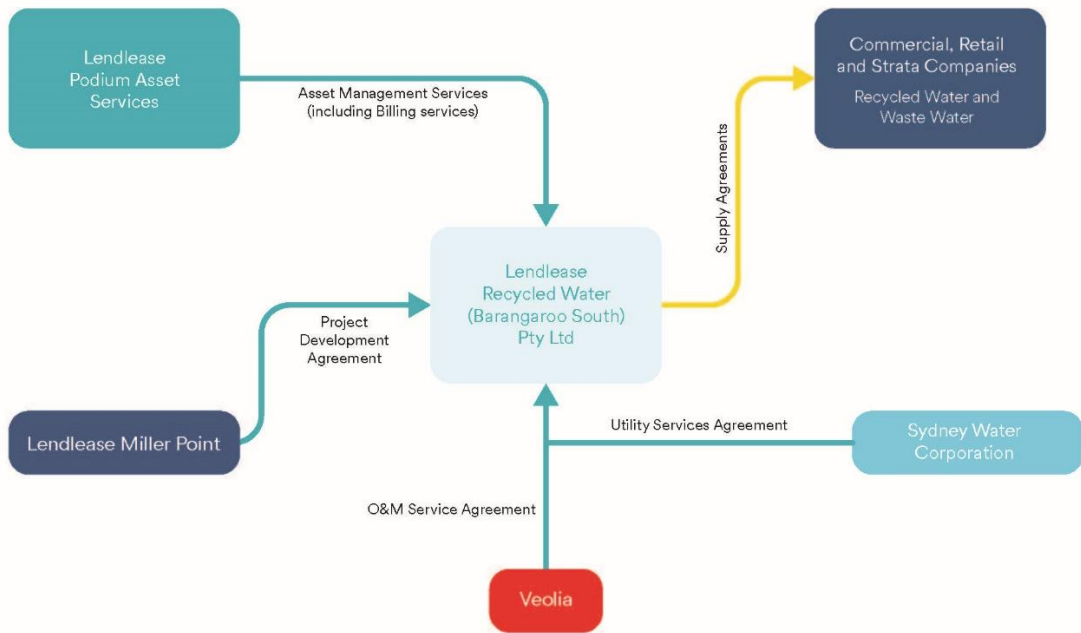 Lendlease
Podium Asset
Services
Asset Management Services
(including Billing services)
Commercial, Retail
and Strata Companies
Recycled Water and
Waste Water
Supply Agreements
Lendlease
Recycled Water
(Barangaroo South)
Pty Ltd
Project
Development
Agreement
Lendlease Miller Point
Utility Services Agreement
Sydney Water
Corporation
O&M Service Agreement
Veolia